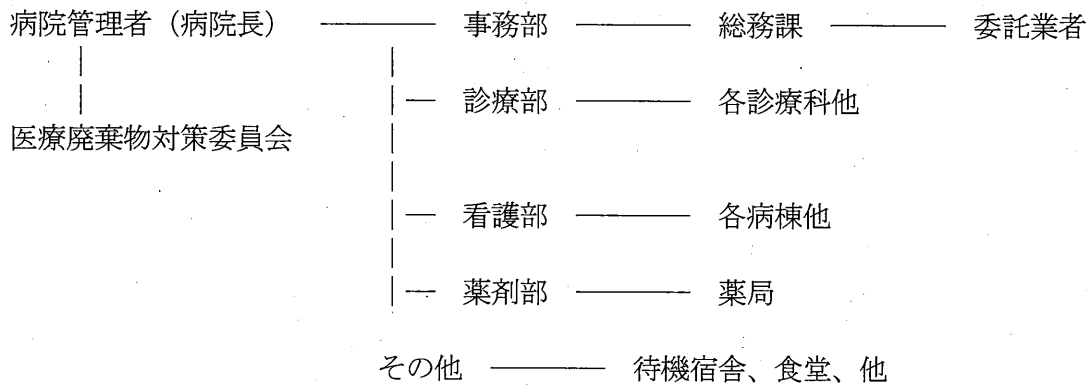 病院管理者（病院長） 事務部 総務課 委託業者
診療部 各診療科他
医療廃棄物対策委員会
看護部 各病棟他
薬剤部 薬局
その他 待機宿舎、食堂、他